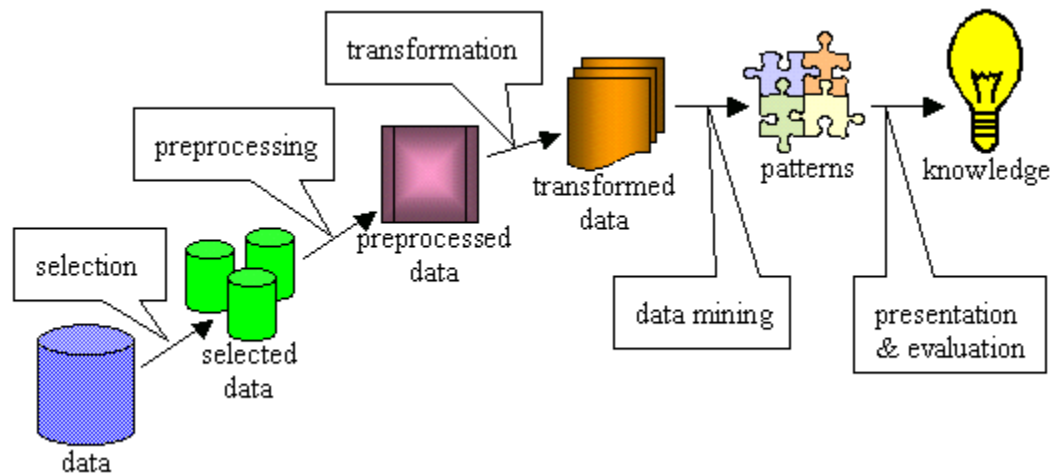 transformation
preprocessing
selection
data
selected
data
preprocessed
data
transformed
data
patterns
knowledge
data mining
presentation
& evaluation